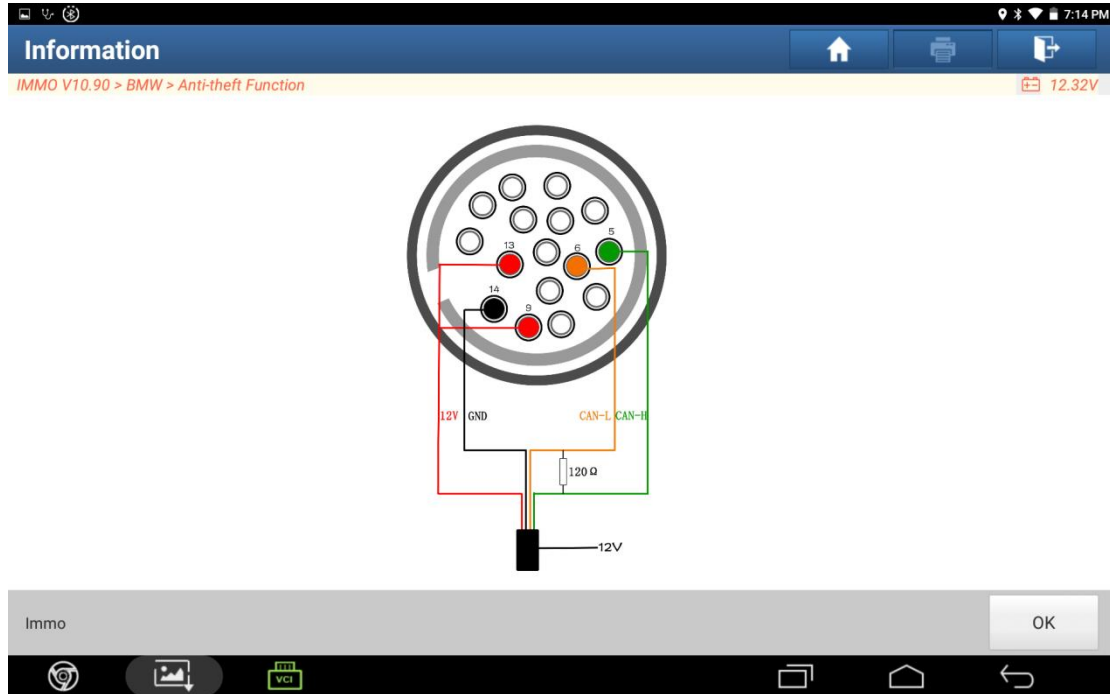 7:14 PM
Information
IMMO V10.90 > BMW > Anti-theft Function
12.32V
5
13
6
14
9
12V
GND
CAN-L
CAN-H
120 Ω
12V
Immo
OK
VCI